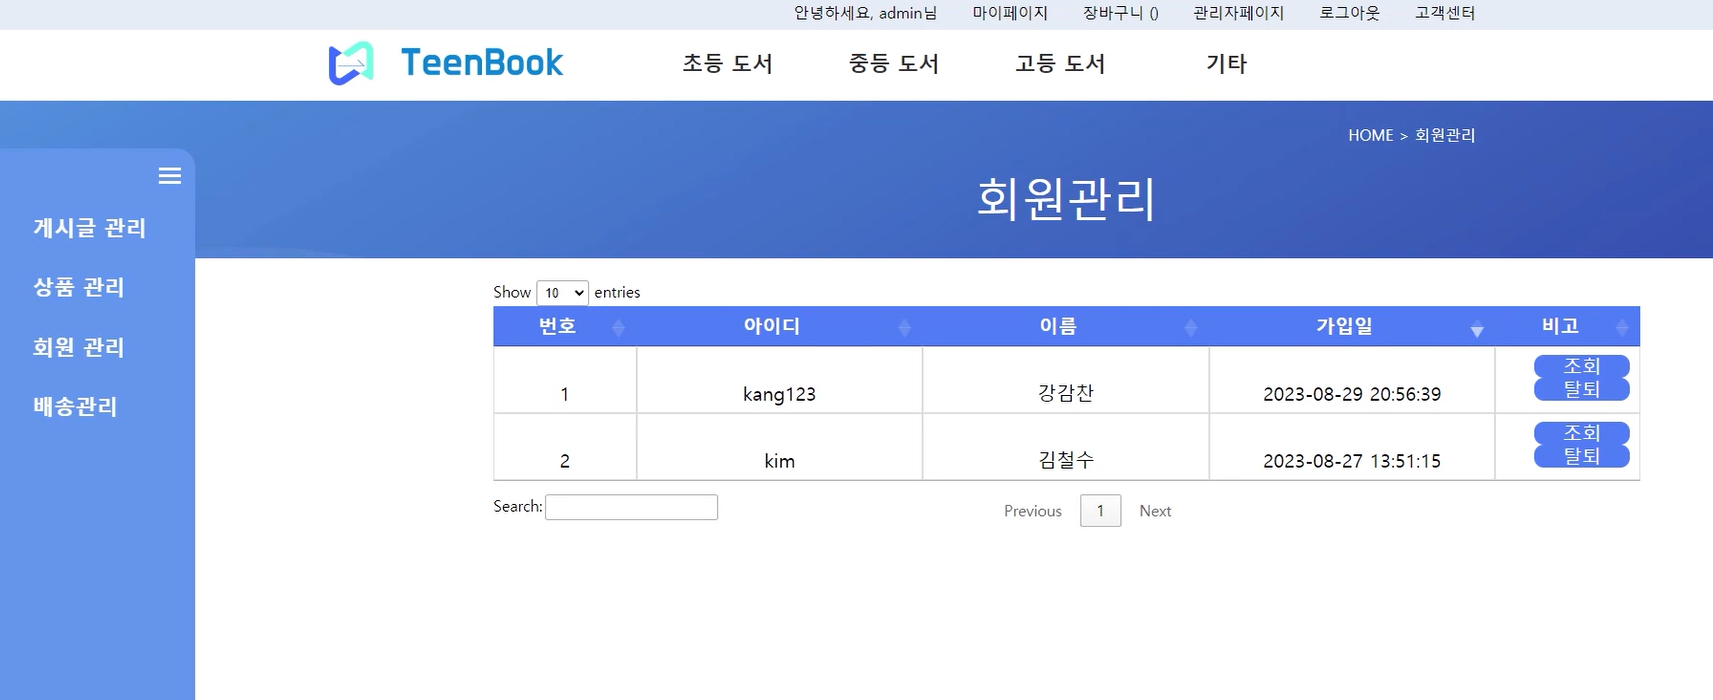 안녕하세요, admin님 마이페이지 장바구니 () 관리자페이지 로그아웃 고객센터
TeenBook 초등 도서 중등 도서 고등 도서 기타
HOME > 회원관리
회원관리
게시글 관리
상품 관리
회원 관리
배송관리
Show 10 entries
번호 아이디 이름 가입일 비고
1 kang123 강감찬 2023-08-29 20:56:39 조회
탈퇴
2 kim 김철수 2023-08-27 13:51:15 조회
탈퇴
Search: Previous 1 Next